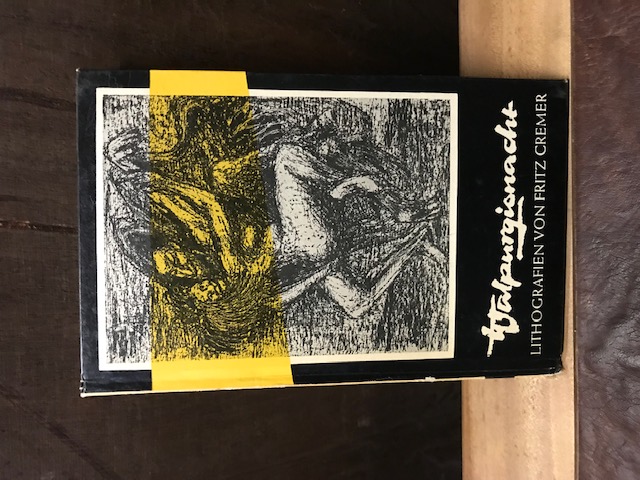 Walpurgisnacht
LITHOGRAFIEN VON FRITZ CREMER